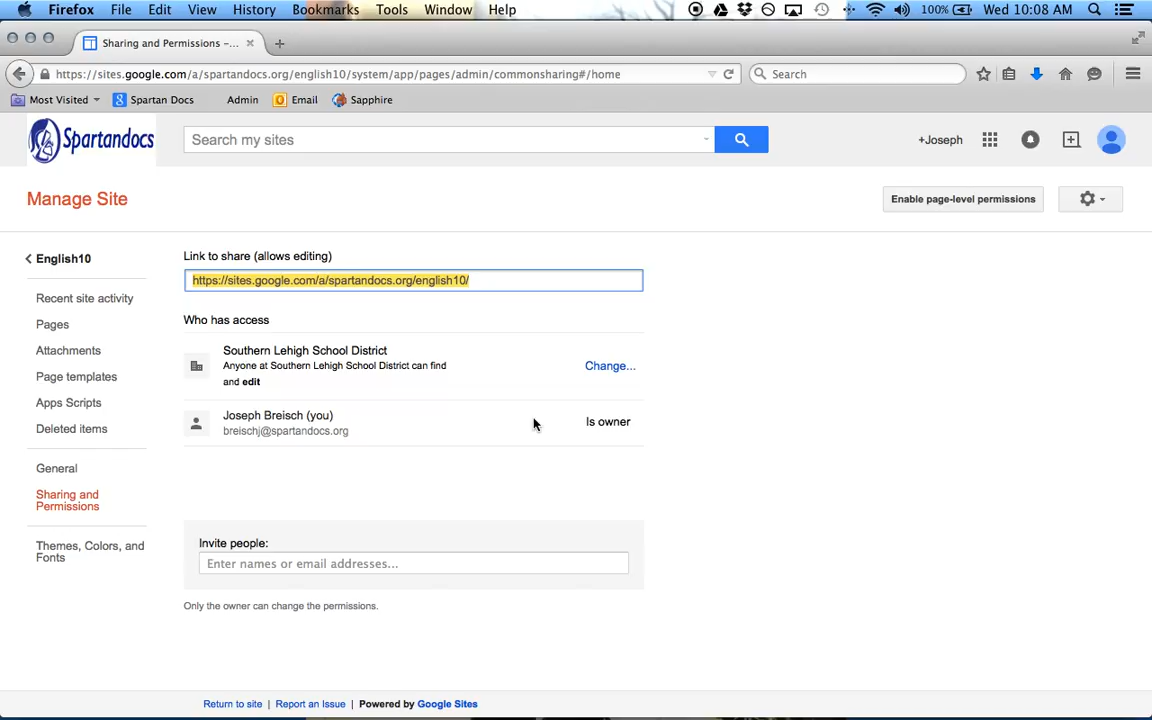 Firefox File Edit View History Bookmarks Tools Window Help 100% Wed 10:08 AM
Sharing and Permissions –...
https://sites.google.com/a/spartandocs.org/english10/system/app/pages/admin/commonsharing#/home Search
Most Visited Spartan Docs Admin Email Sapphire
Spartandocs Search my sites +Joseph
Manage Site Enable page-level permissions
English10
Recent site activity
Pages
Attachments
Page templates
Apps Scripts
Deleted items
General
Sharing and
Permissions
Themes, Colors, and
Fonts
Link to share (allows editing)
https://sites.google.com/a/spartandocs.org/english10/
Who has access
Southern Lehigh School District
Anyone at Southern Lehigh School District can find
and edit
Change...
Joseph Breisch (you)
breischj@spartandocs.org
Is owner
Invite people:
Enter names or email addresses...
Only the owner can change the permissions.
Return to site | Report an Issue | Powered by Google Sites